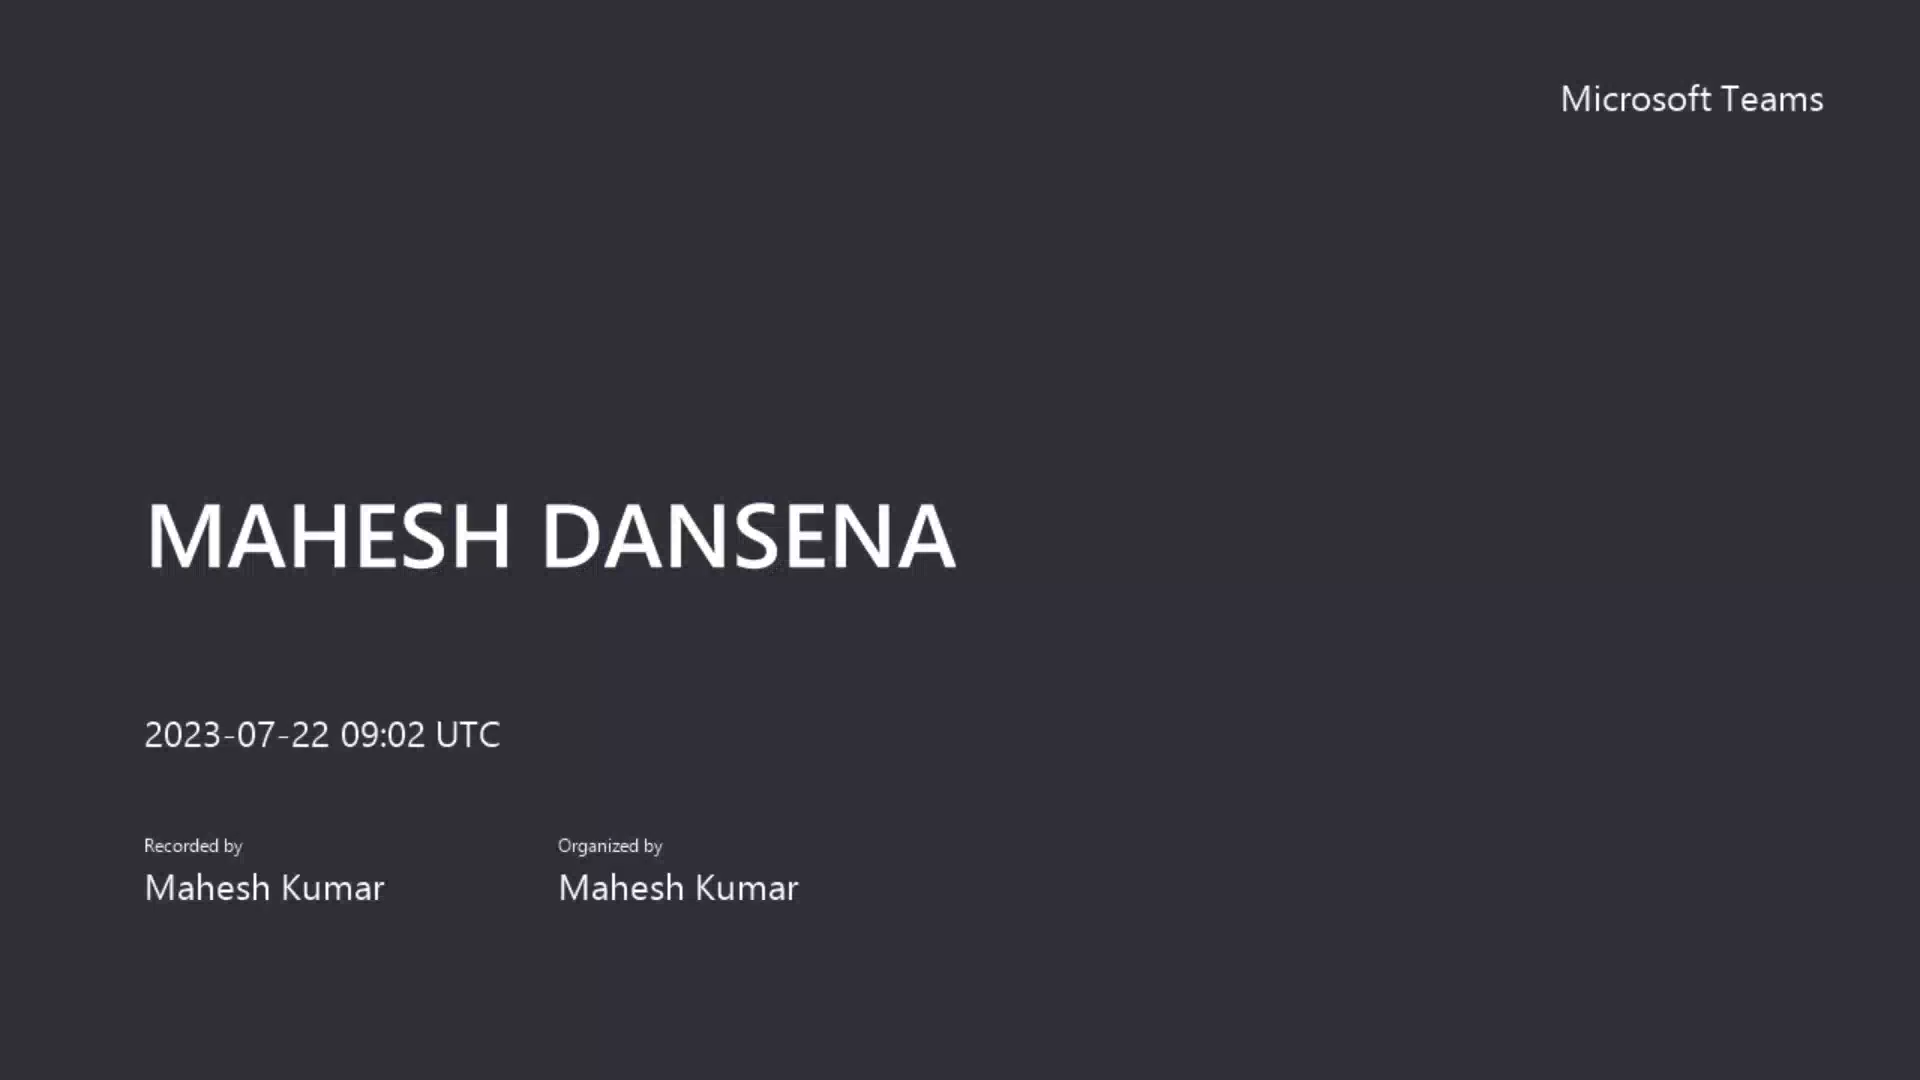 Microsoft Teams
MAHESH DANSENA
2023-07-22 09:02 UTC
Recorded by
Mahesh Kumar
Organized by
Mahesh Kumar